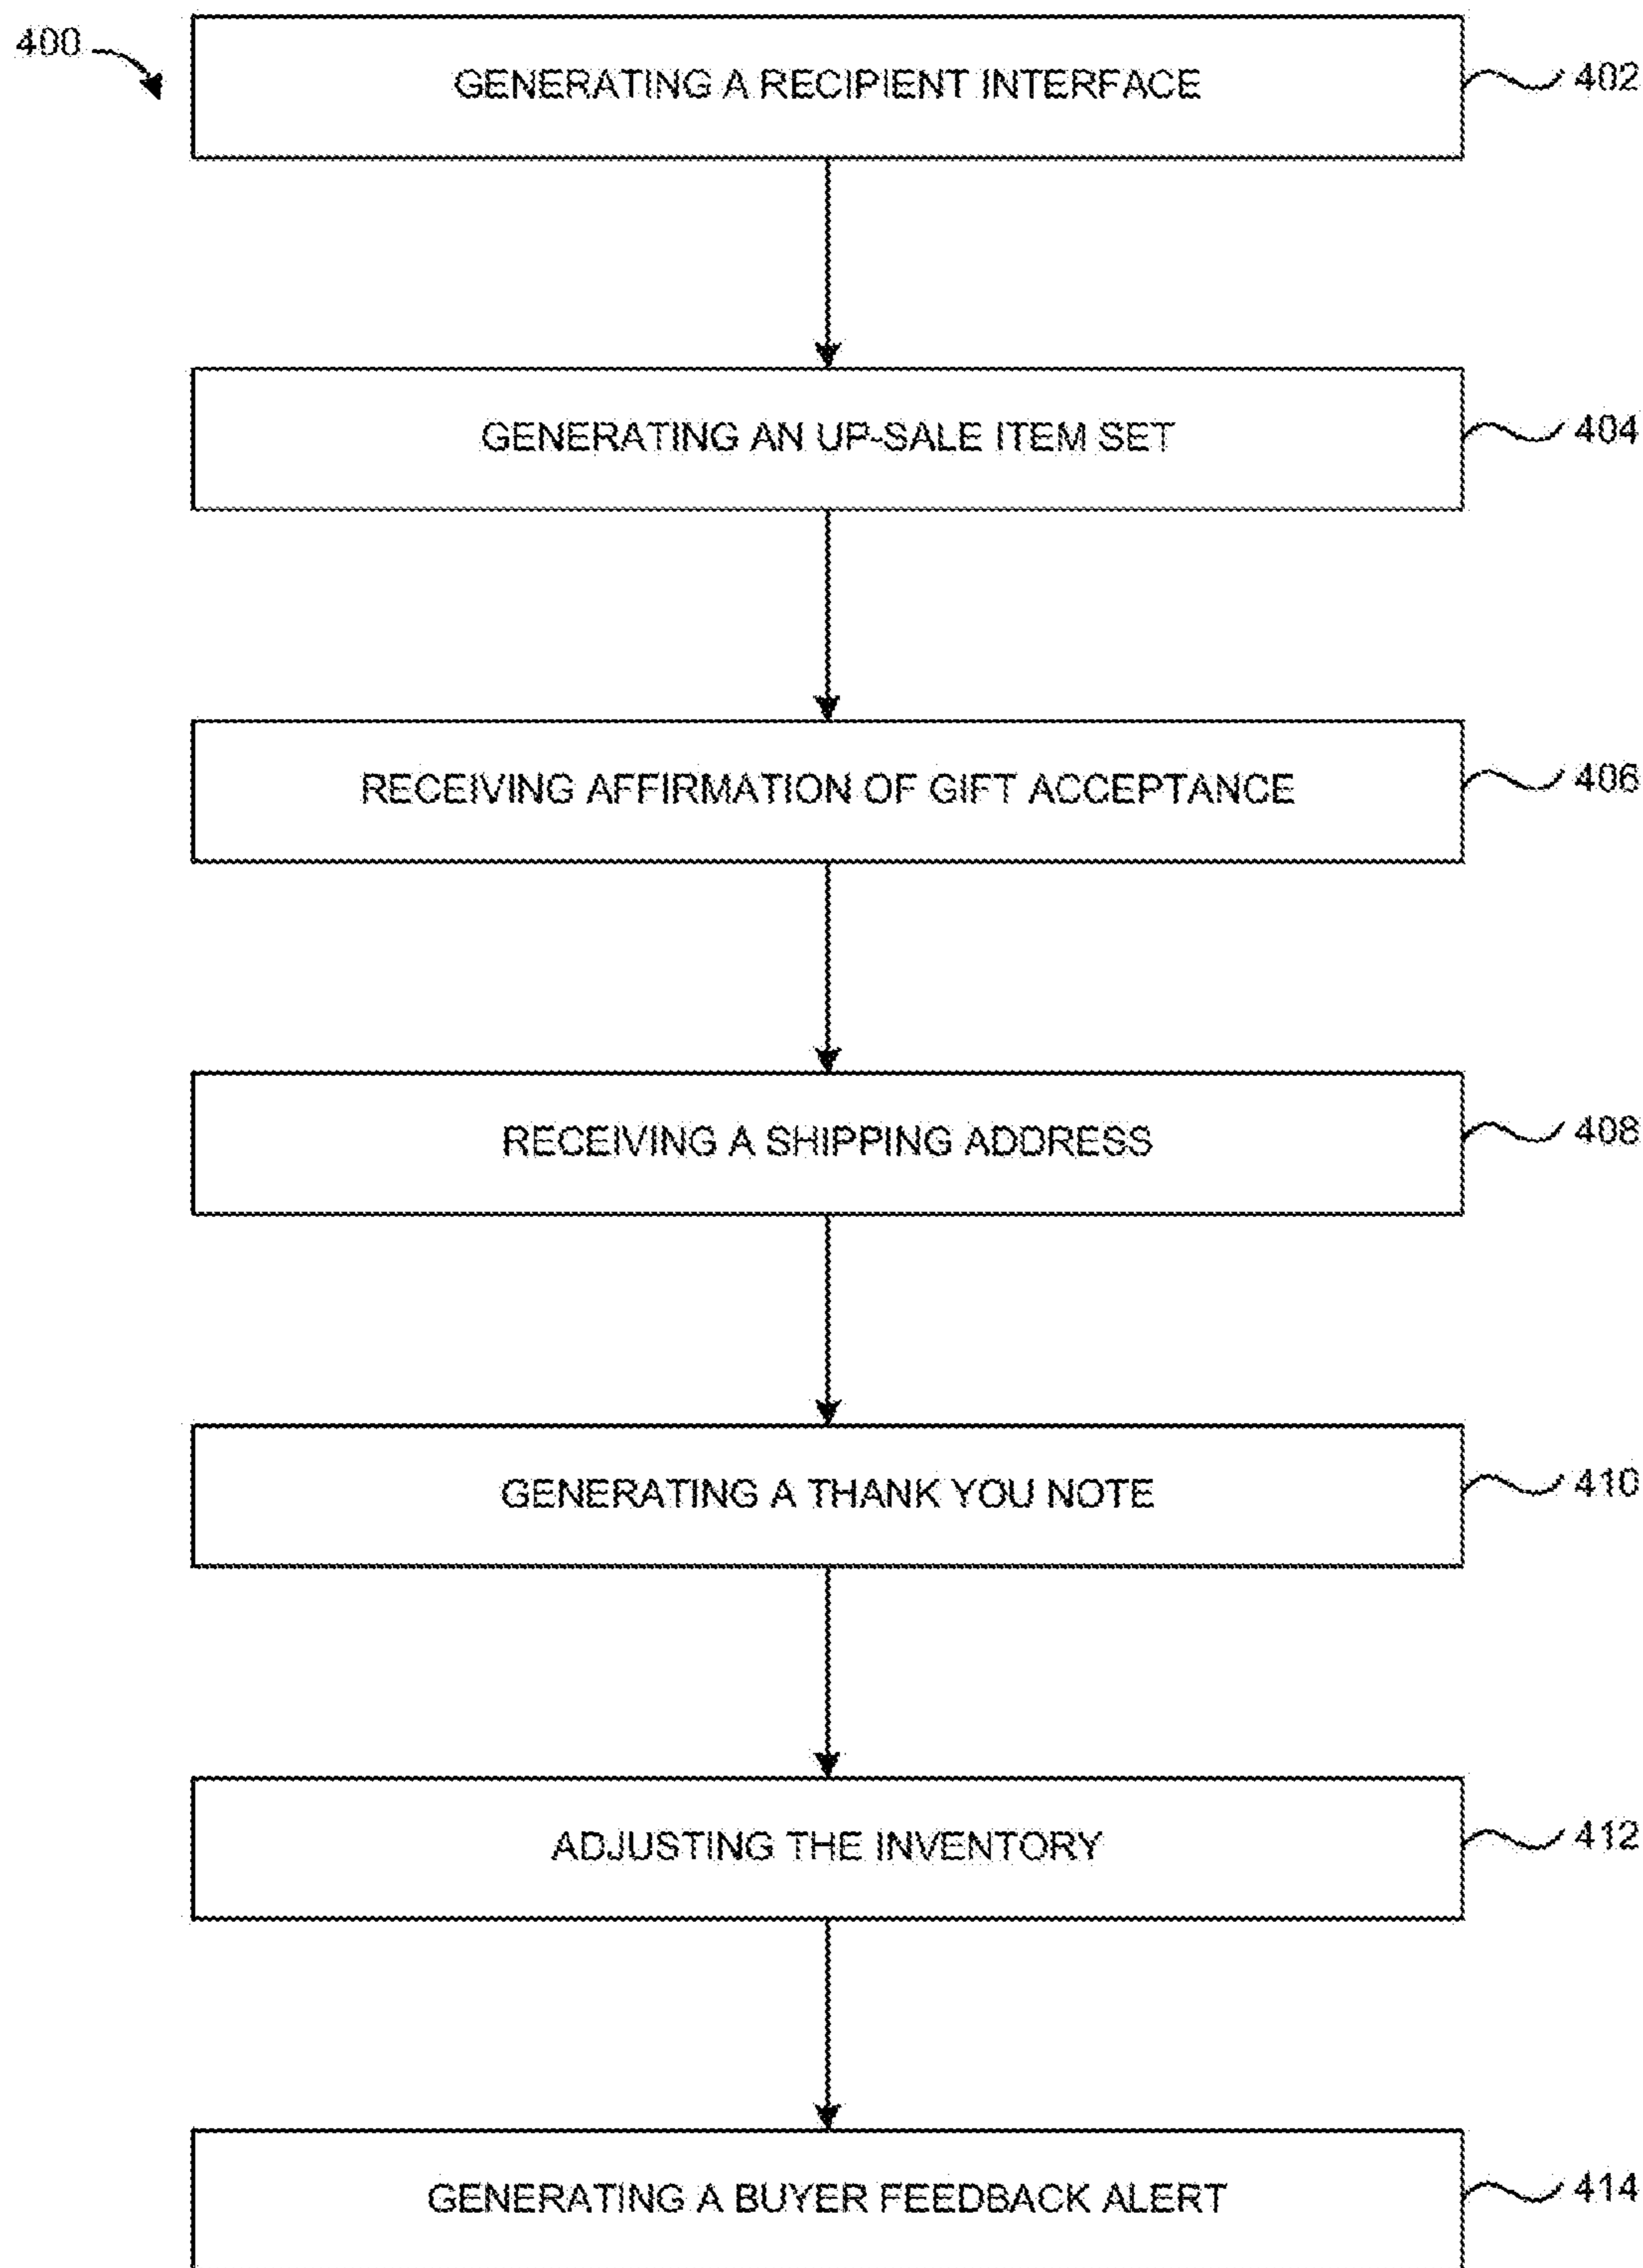 400
GENERATING A RECIPIENT INTERFACE 402
GENERATING AN UP-SALE ITEM SET 404
RECEIVING AFFIRMATION OF GIFT ACCEPTANCE 406
RECEIVING A SHIPPING ADDRESS 408
GENERATING A THANK YOU NOTE 410
ADJUSTING THE INVENTORY 412
GENERATING A BUYER FEEDBACK ALERT 414